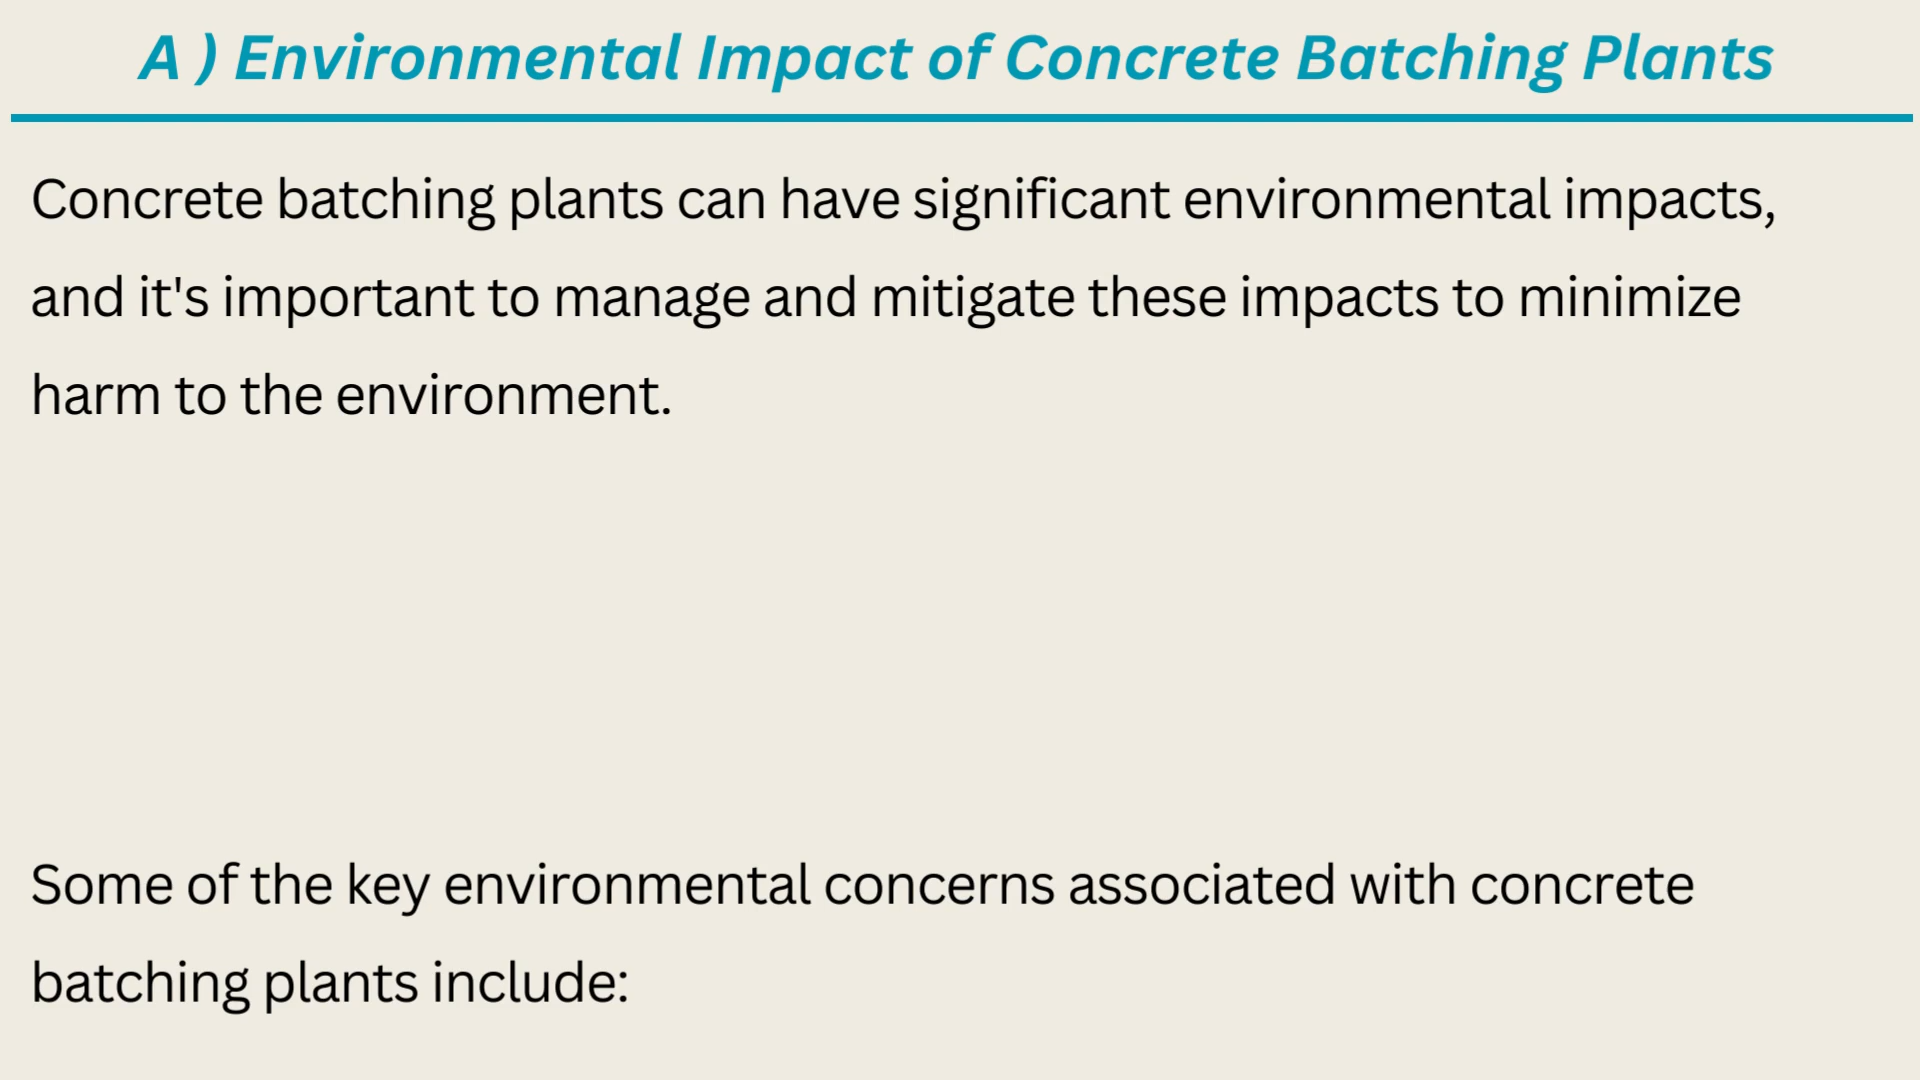 A ) Environmental Impact of Concrete Batching Plants
Concrete batching plants can have significant environmental impacts,
and it's important to manage and mitigate these impacts to minimize
harm to the environment.
Some of the key environmental concerns associated with concrete
batching plants include: